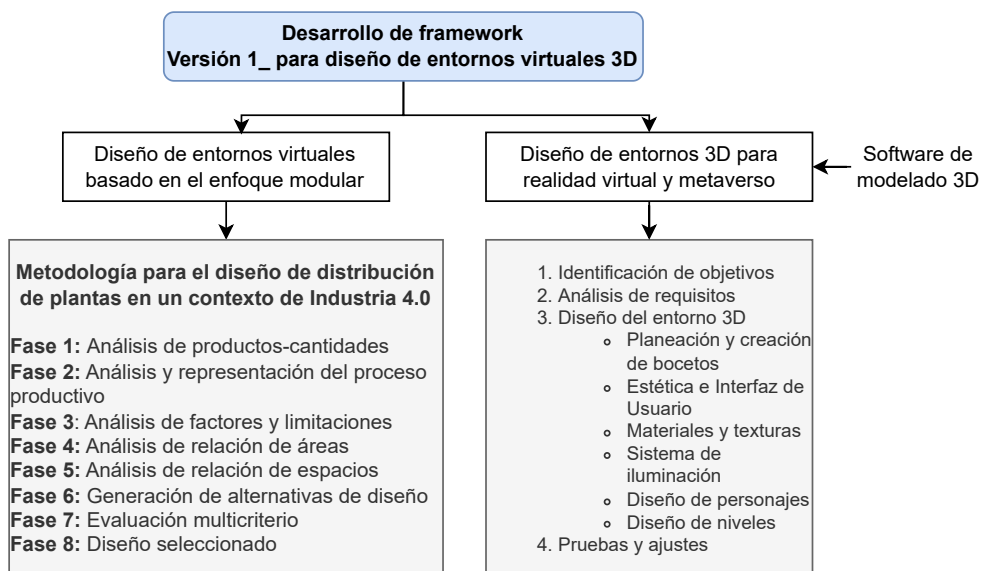 Desarrollo de framework
Versión 1_ para diseño de entornos virtuales 3D
Diseño de entornos virtuales
basado en el enfoque modular
Diseño de entornos 3D para
realidad virtual y metaverso
Software de
modelado 3D
Metodología para el diseño de distribución
de plantas en un contexto de Industria 4.0
Fase 1: Análisis de productos-cantidades
Fase 2: Análisis y representación del proceso
productivo
Fase 3: Análisis de factores y limitaciones
Fase 4: Análisis de relación de áreas
Fase 5: Análisis de relación de espacios
Fase 6: Generación de alternativas de diseño
Fase 7: Evaluación multicriterio
Fase 8: Diseño seleccionado
1. Identificación de objetivos
2. Análisis de requisitos
3. Diseño del entorno 3D
◦ Planeación y creación
de bocetos
◦ Estética e Interfaz de
Usuario
◦ Materiales y texturas
◦ Sistema de
iluminación
◦ Diseño de personajes
◦ Diseño de niveles
4. Pruebas y ajustes